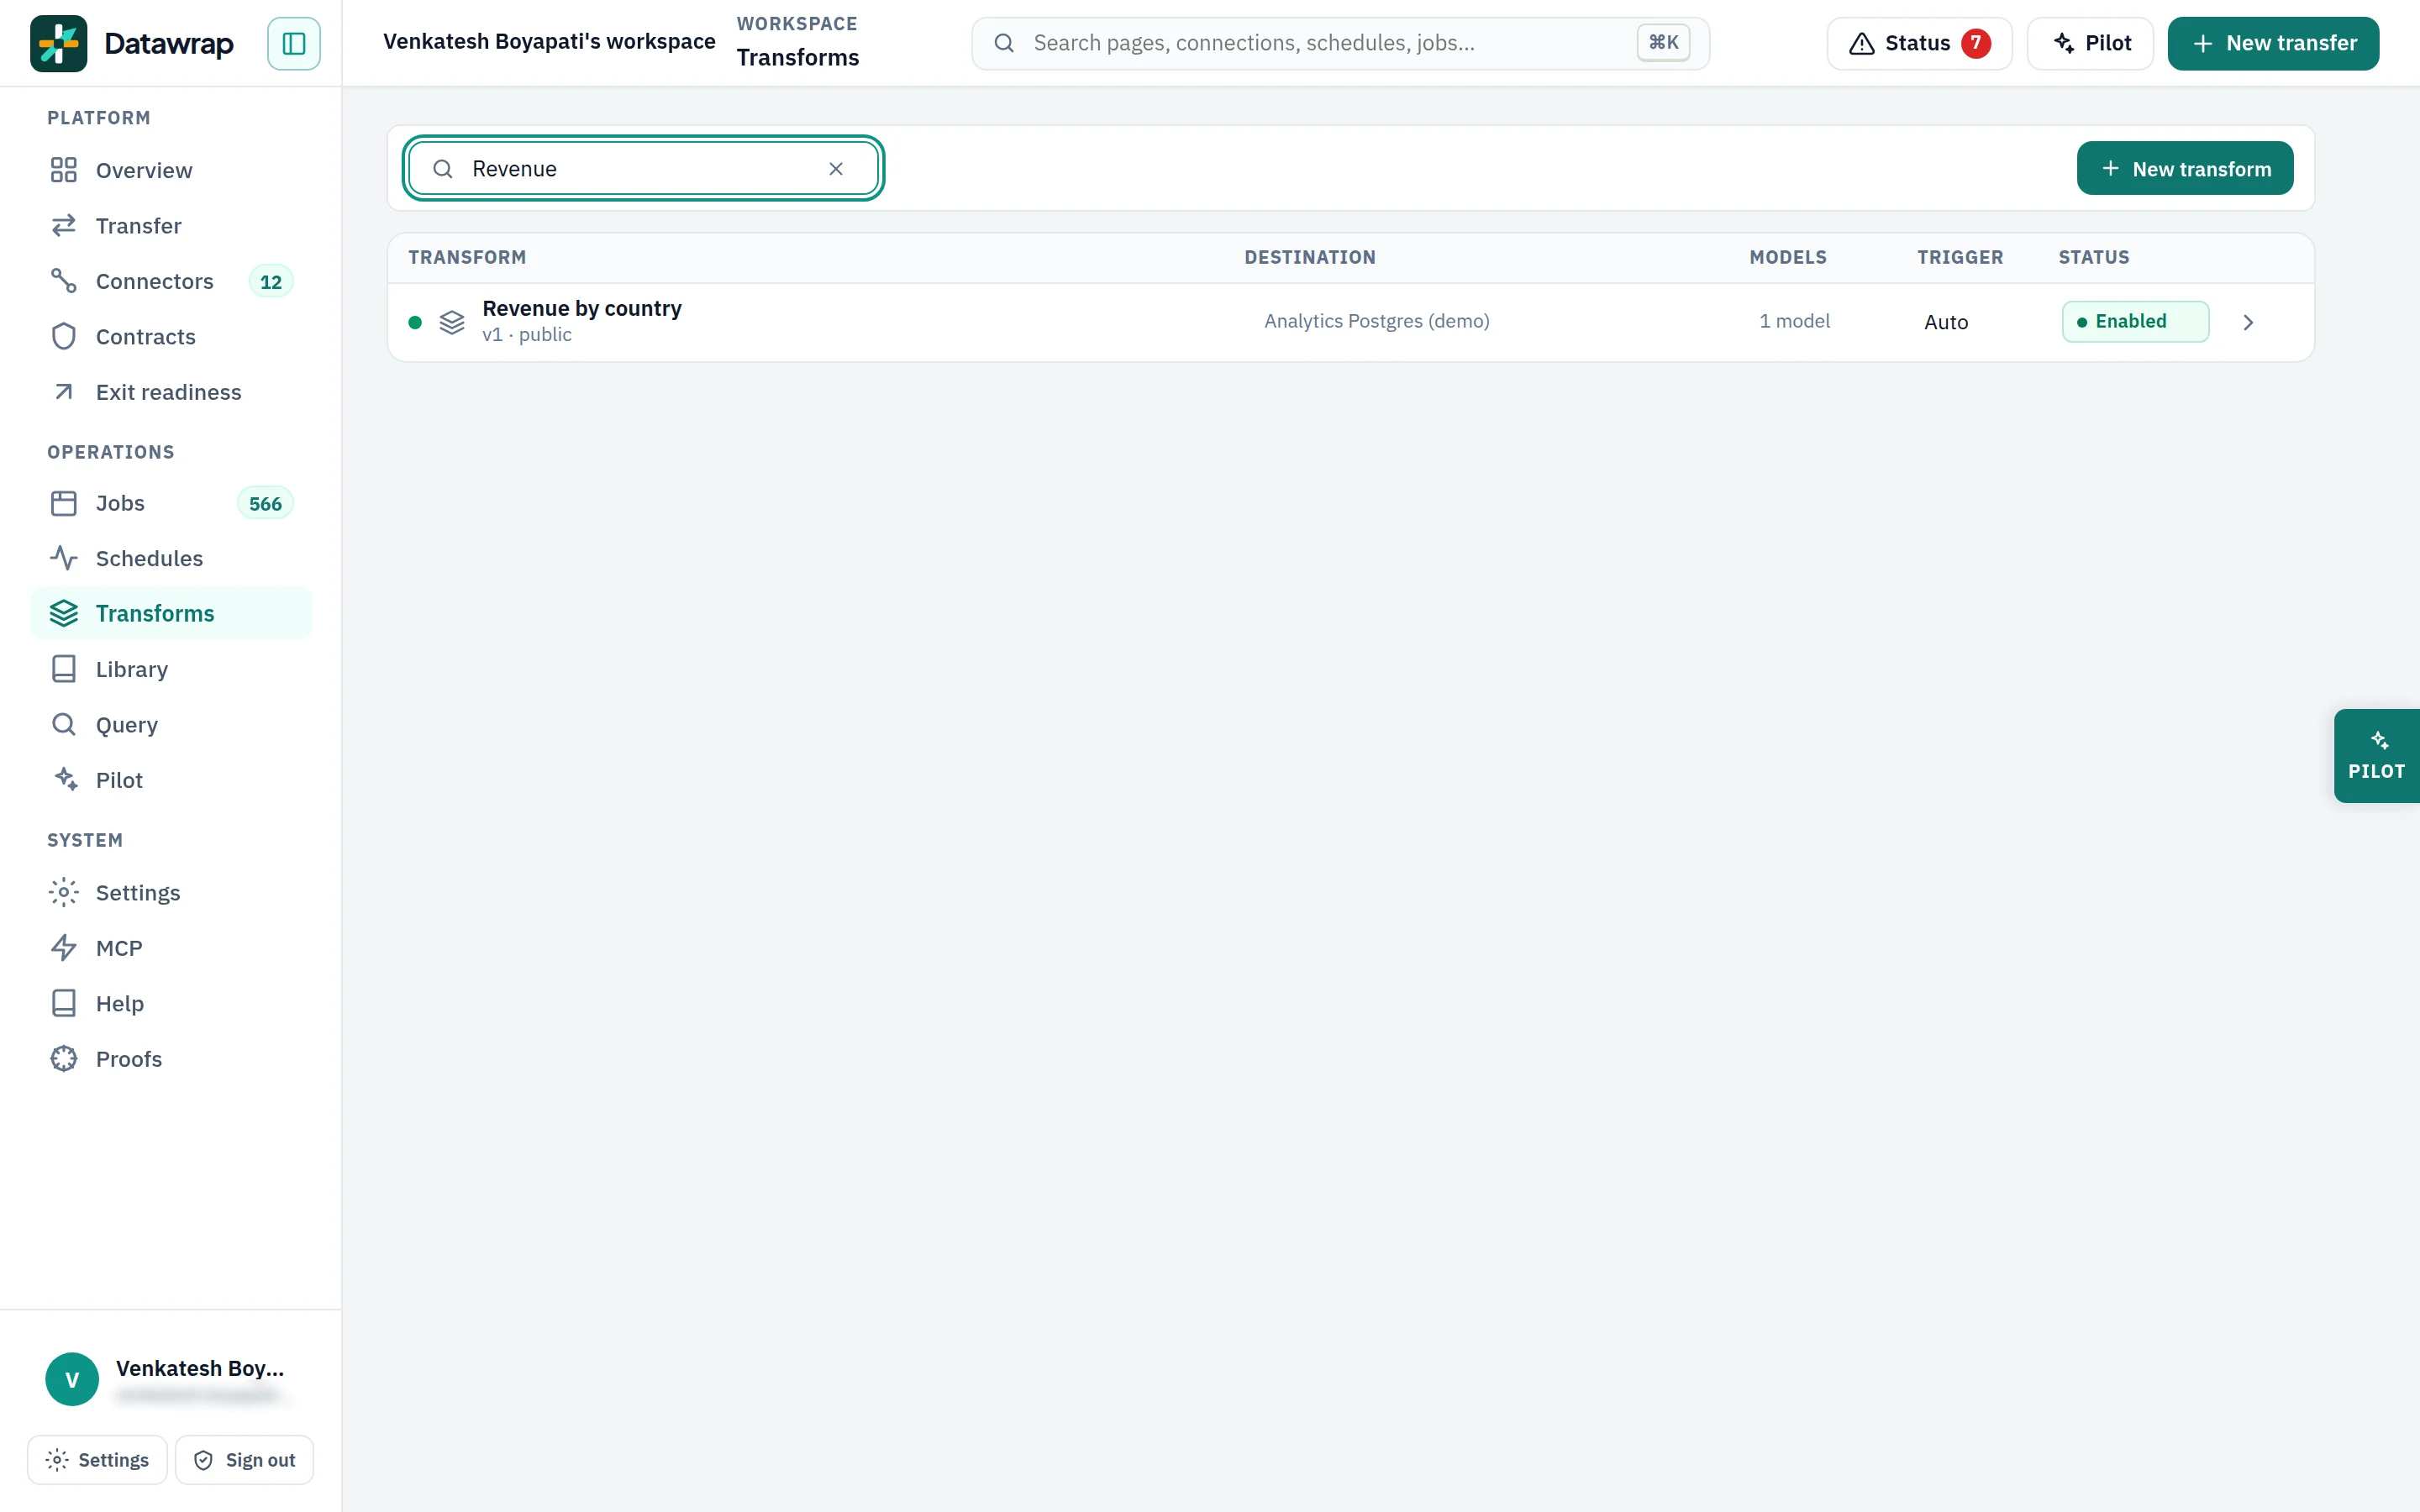 Datawrap
Venkatesh Boyapati's workspace
WORKSPACE
Transforms
Search pages, connections, schedules, jobs...
⌘K
Status 7
Pilot
New transfer
PLATFORM
Overview
Transfer
Connectors 12
Contracts
Exit readiness
OPERATIONS
Jobs 566
Schedules
Transforms
Library
Query
Pilot
SYSTEM
Settings
MCP
Help
Proofs
Venkatesh Boy...
V
Settings
Sign out
Revenue
New transform
TRANSFORM DESTINATION MODELS TRIGGER STATUS
Revenue by country
v1 · public
Analytics Postgres (demo)
1 model
Auto
Enabled
PILOT